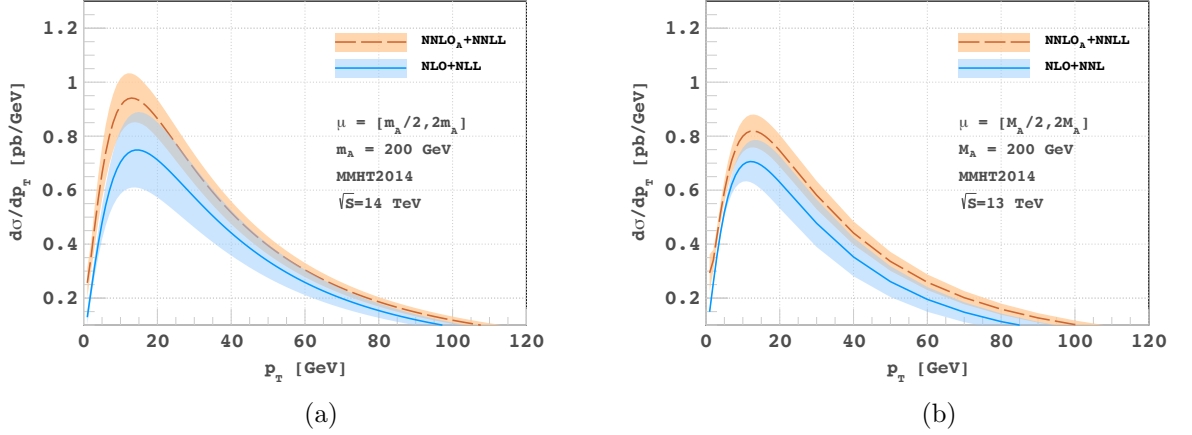 dσ/dp_T [pb/GeV]
1.2
1
0.8
0.6
0.4
0.2
NNLO_A+NNLL
NLO+NLL
μ = [m_A/2,2m_A]
m_A = 200 GeV
MMHT2014
√S=14 TeV
0 20 40 60 80 100 120
p_T [GeV]
(a)
dσ/dp_T [pb/GeV]
1.2
1
0.8
0.6
0.4
0.2
NNLO_A+NNLL
NLO+NNL
μ = [M_A/2,2M_A]
M_A = 200 GeV
MMHT2014
√S=13 TeV
0 20 40 60 80 100 120
p_T [GeV]
(b)